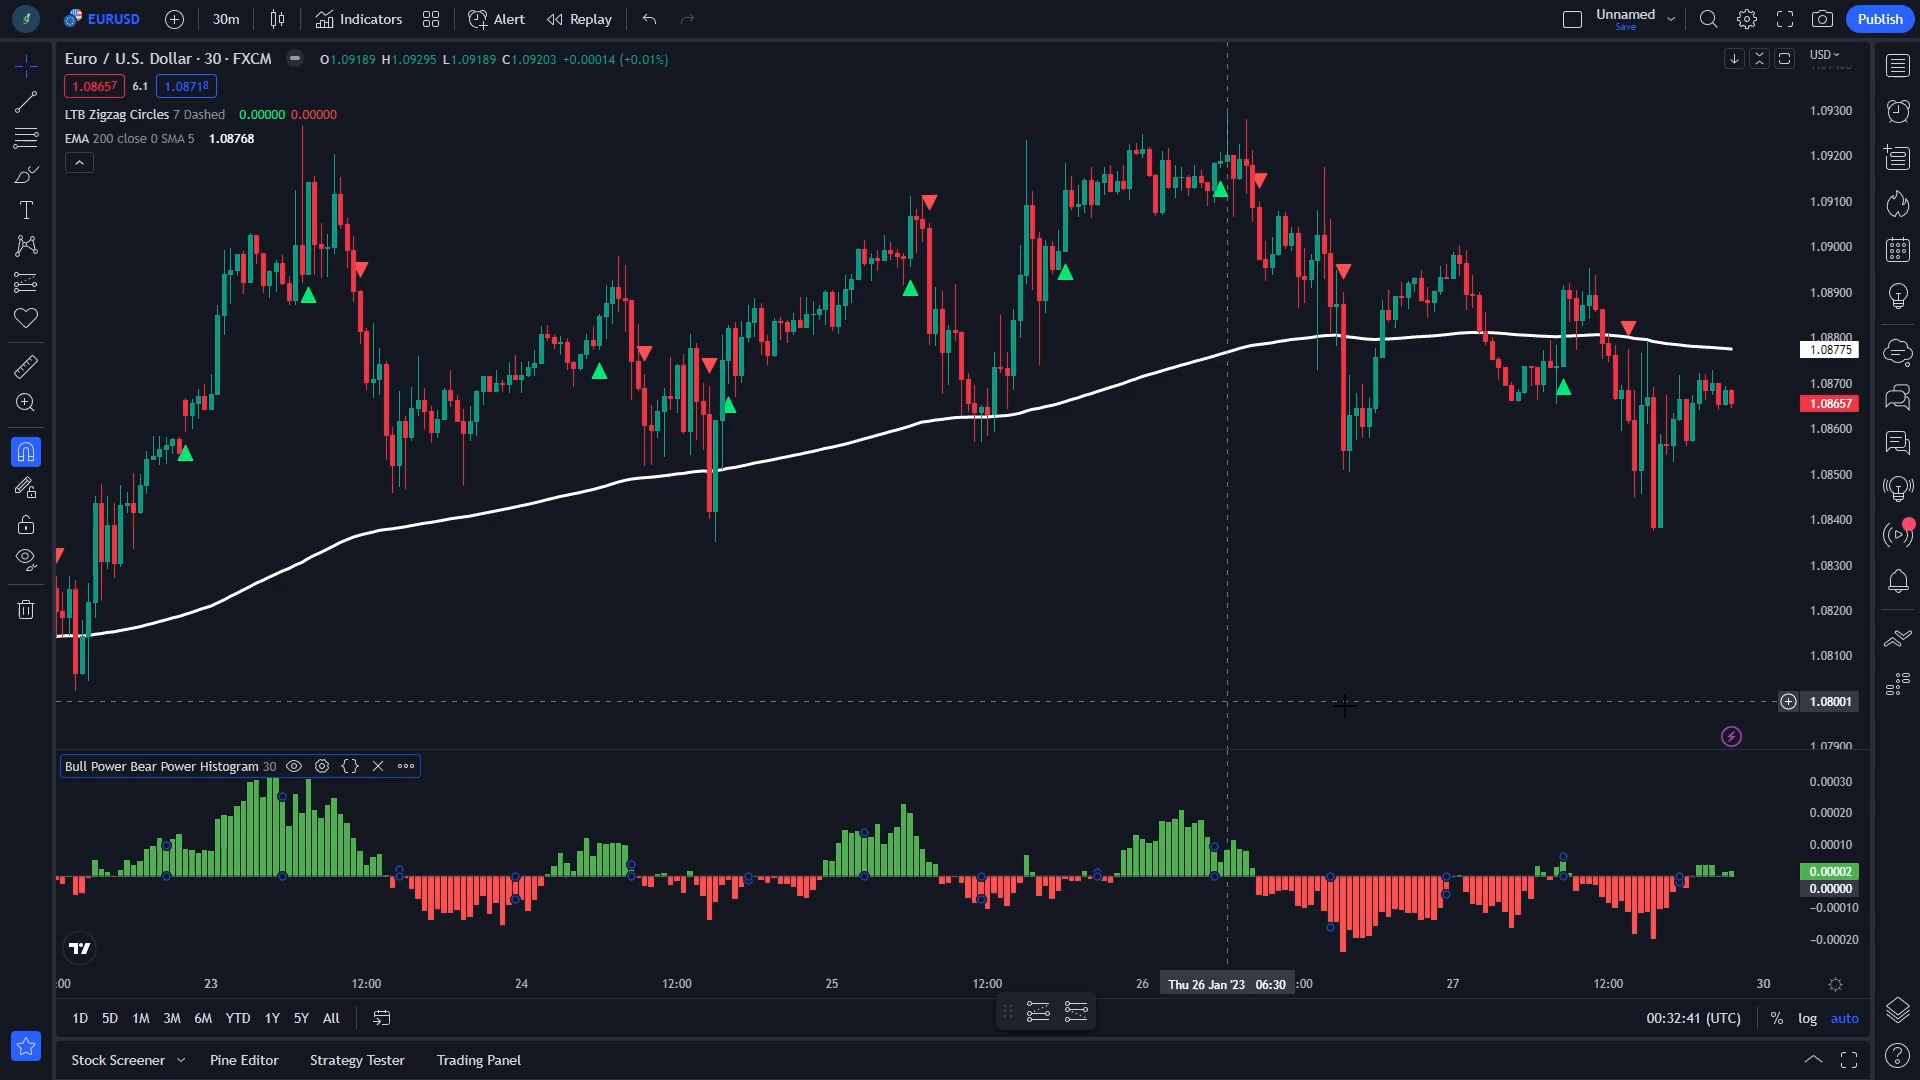 EURUSD 30m Indicators Alert Replay Unnamed Save Publish
Euro / U.S. Dollar · 30 · FXCM O1.09189 H1.09295 L1.09189 C1.09203 +0.00014 (+0.01%) USD
1.08657 6.1 1.08718
LTB Zigzag Circles 7 Dashed 0.00000 0.00000
EMA 200 close 0 SMA 5 1.08768
1.09300
1.09200
1.09100
1.09000
1.08900
1.08800
1.08775
1.08700
1.08657
1.08600
1.08500
1.08400
1.08300
1.08200
1.08100
1.08001
1.07900
Bull Power Bear Power Histogram 30
0.00030
0.00020
0.00010
0.00002
0.00000
−0.00010
−0.00020
:00 23 12:00 24 12:00 25 12:00 26 Thu 26 Jan '23 06:30 :00 27 12:00 30
1D 5D 1M 3M 6M YTD 1Y 5Y All 00:32:41 (UTC) % log auto
Stock Screener Pine Editor Strategy Tester Trading Panel